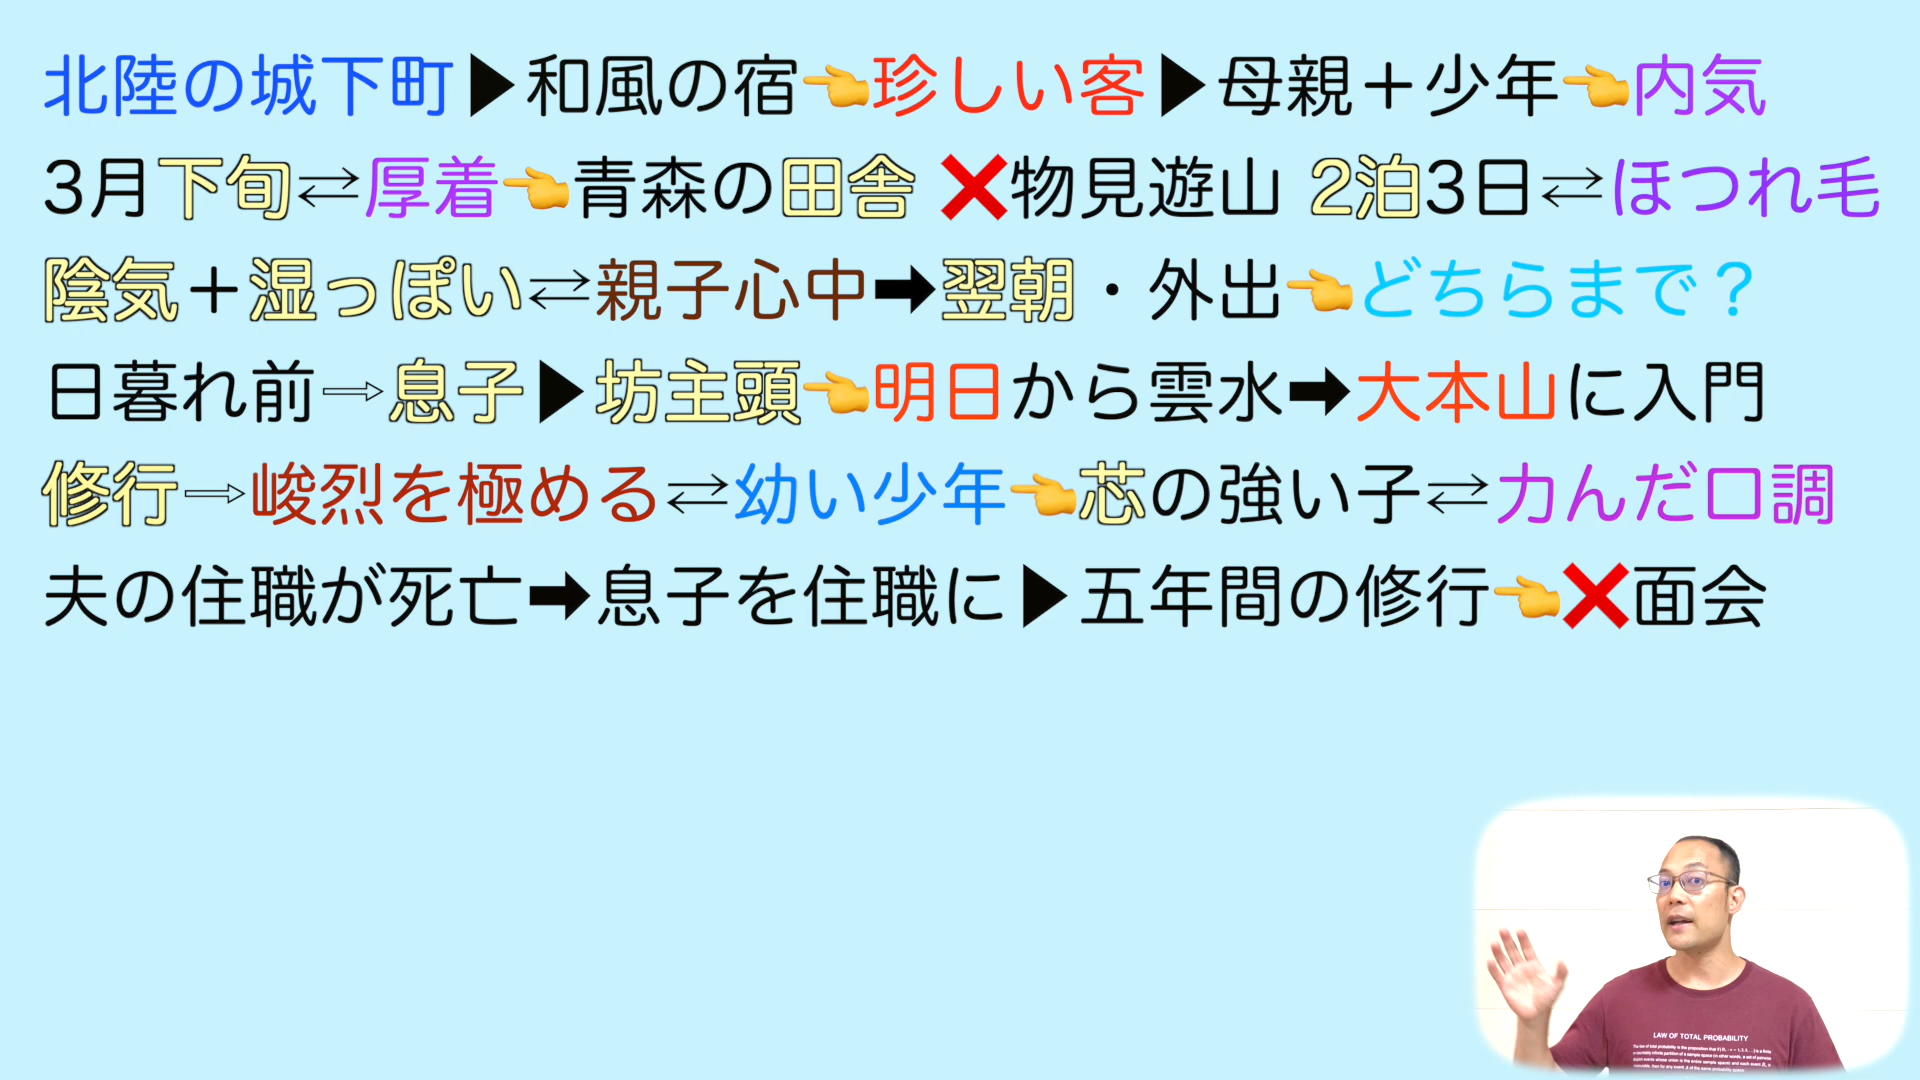 北陸の城下町▶和風の宿👈珍しい客▶母親＋少年👈内気
3月下旬⇄厚着👈青森の田舎 ❌物見遊山 2泊3日⇄ほつれ毛
陰気＋湿っぽい⇄親子心中➡翌朝・外出👈どちらまで？
日暮れ前⇨息子▶坊主頭👈明日から雲水➡大本山に入門
修行⇨峻烈を極める⇄幼い少年👈芯の強い子⇄力んだ口調
夫の住職が死亡➡息子を住職に▶五年間の修行👈❌面会
LAW OF TOTAL PROBABILITY